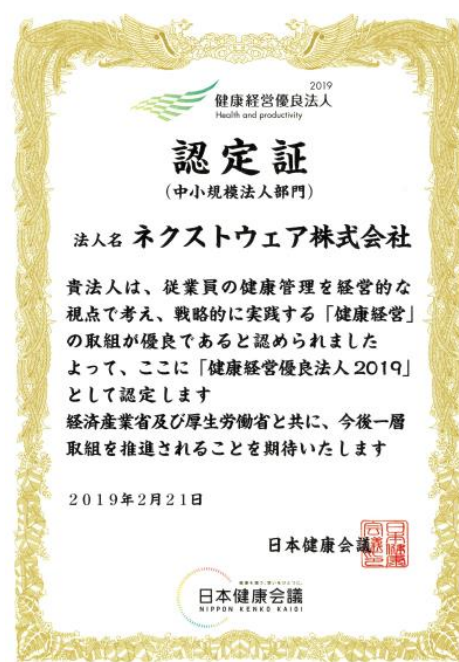 2019
健康経営優良法人
Health and productivity
認定証
(中小規模法人部門)
法人名 ネクストウェア株式会社
貴法人は、従業員の健康管理を経営的な
視点で考え、戦略的に実践する「健康経営」
の取組が優良であると認められました
よって、ここに「健康経営優良法人2019」
として認定します
経済産業省及び厚生労働省と共に、今後一層
取組を推進されることを期待いたします
2019年2月21日
日本健康会議
日本健康会議
NIPPON KENKO KAIGI